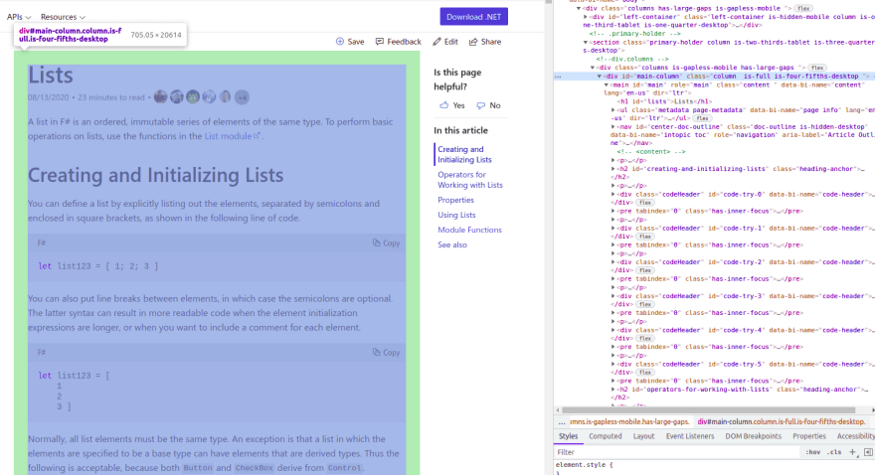 APIs
Resources
Download .NET
div#main-column.column.is-f
ull.is-four-fifths-desktop
705.05 × 20614
Save
Feedback
Edit
Share
Lists
08/13/2020 • 23 minutes to read •
+4
A list in F# is an ordered, immutable series of elements of the same type. To perform basic
operations on lists, use the functions in the List module.
Creating and Initializing Lists
You can define a list by explicitly listing out the elements, separated by semicolons and
enclosed in square brackets, as shown in the following line of code.
F#
Copy
let list123 = [ 1; 2; 3 ]
You can also put line breaks between elements, in which case the semicolons are optional.
The latter syntax can result in more readable code when the element initialization
expressions are longer, or when you want to include a comment for each element.
F#
Copy
let list123 = [
1
2
3 ]
Normally, all list elements must be the same type. An exception is that a list in which the
elements are specified to be a base type can have elements that are derived types. Thus the
following is acceptable, because both Button and CheckBox derive from Control.
Is this page
helpful?
Yes
No
In this article
Creating and
Initializing Lists
Operators for
Working with Lists
Properties
Using Lists
Module Functions
See also
<div class="columns has-large-gaps is-gapless-mobile "> flex
<div id="left-container" class="left-container is-hidden-mobile column is-o
ne-third-tablet is-one-quarter-desktop">…</div>
<!-- .primary-holder -->
<section class="primary-holder column is-two-thirds-tablet is-three-quarter
s-desktop">
<!--div.columns -->
<div class="columns is-gapless-mobile has-large-gaps "> flex
<div id="main-column" class="column is-full is-four-fifths-desktop ">
<main id="main" role="main" class="content " data-bi-name="content"
lang="en-us" dir="ltr">
<h1 id="lists">Lists</h1>
<ul class="metadata page-metadata" data-bi-name="page info" lang="en
-us" dir="ltr">…</ul> flex
<nav id="center-doc-outline" class="doc-outline is-hidden-desktop"
data-bi-name="intopic toc" role="navigation" aria-label="Article Outli
ne">…</nav>
<!-- <content> -->
<p>…</p>
<h2 id="creating-and-initializing-lists" class="heading-anchor">…
</h2>
<p>…</p>
<div class="codeHeader" id="code-try-0" data-bi-name="code-header">…
</div> flex
<pre tabindex="0" class="has-inner-focus">…</pre>
<p>…</p>
<div class="codeHeader" id="code-try-1" data-bi-name="code-header">…
</div> flex
<pre tabindex="0" class="has-inner-focus">…</pre>
<p>…</p>
<div class="codeHeader" id="code-try-2" data-bi-name="code-header">…
</div> flex
<pre tabindex="0" class="has-inner-focus">…</pre>
<p>…</p>
<div class="codeHeader" id="code-try-3" data-bi-name="code-header">…
</div> flex
<pre tabindex="0" class="has-inner-focus">…</pre>
<p>…</p>
<div class="codeHeader" id="code-try-4" data-bi-name="code-header">…
</div> flex
<pre tabindex="0" class="has-inner-focus">…</pre>
<p>…</p>
<div class="codeHeader" id="code-try-5" data-bi-name="code-header">…
</div> flex
<pre tabindex="0" class="has-inner-focus">…</pre>
<h2 id="operators-for-working-with-lists" class="heading-anchor">…
</h2>
… mns.is-gapless-mobile.has-large-gaps. div#main-column.column.is-full.is-four-fifths-desktop.
Styles
Computed
Layout
Event Listeners
DOM Breakpoints
Properties
Accessibility
Filter
:hov .cls +
element.style {